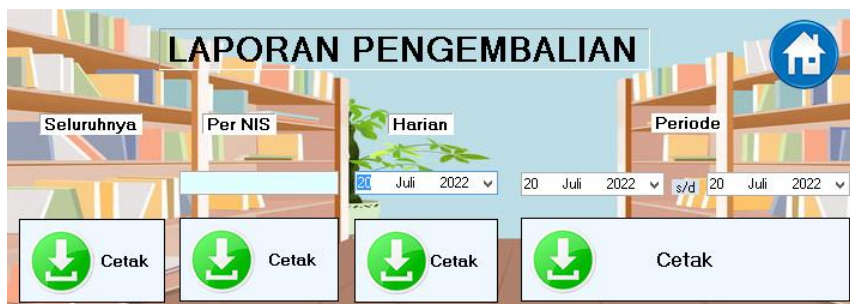 LAPORAN PENGEMBALIAN
Seluruhnya Per NIS Harian Periode
20 Juli 2022 20 Juli 2022 s/d 20 Juli 2022
Cetak Cetak Cetak Cetak